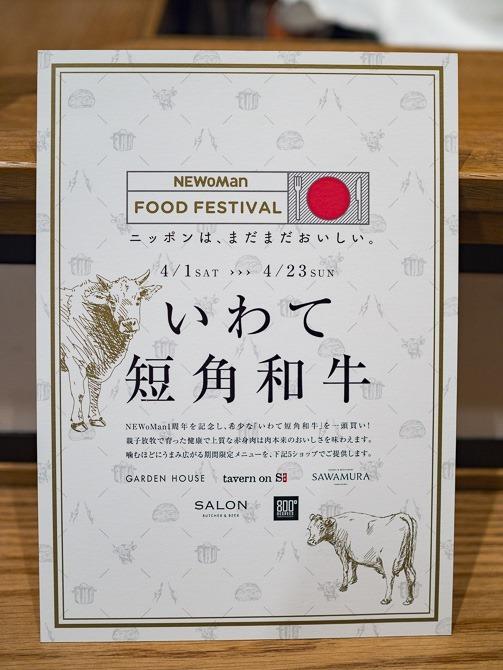 NEWoMan
FOOD FESTIVAL
ニッポンは、まだまだおいしい。
4/1SAT >>> 4/23SUN
いわて
短角和牛
NEWoMan1周年を記念し、希少な「いわて短角和牛」を一頭買い!
親子放牧で育った健康で上質な赤身肉は肉本来のおいしさを味わえます。
噛むほどにうまみ広がる期間限定メニューを、下記5ショップでご提供します。
GARDEN HOUSE tavern on S SAWAMURA
SALON 800°
BUTCHER & BEER DEGREES